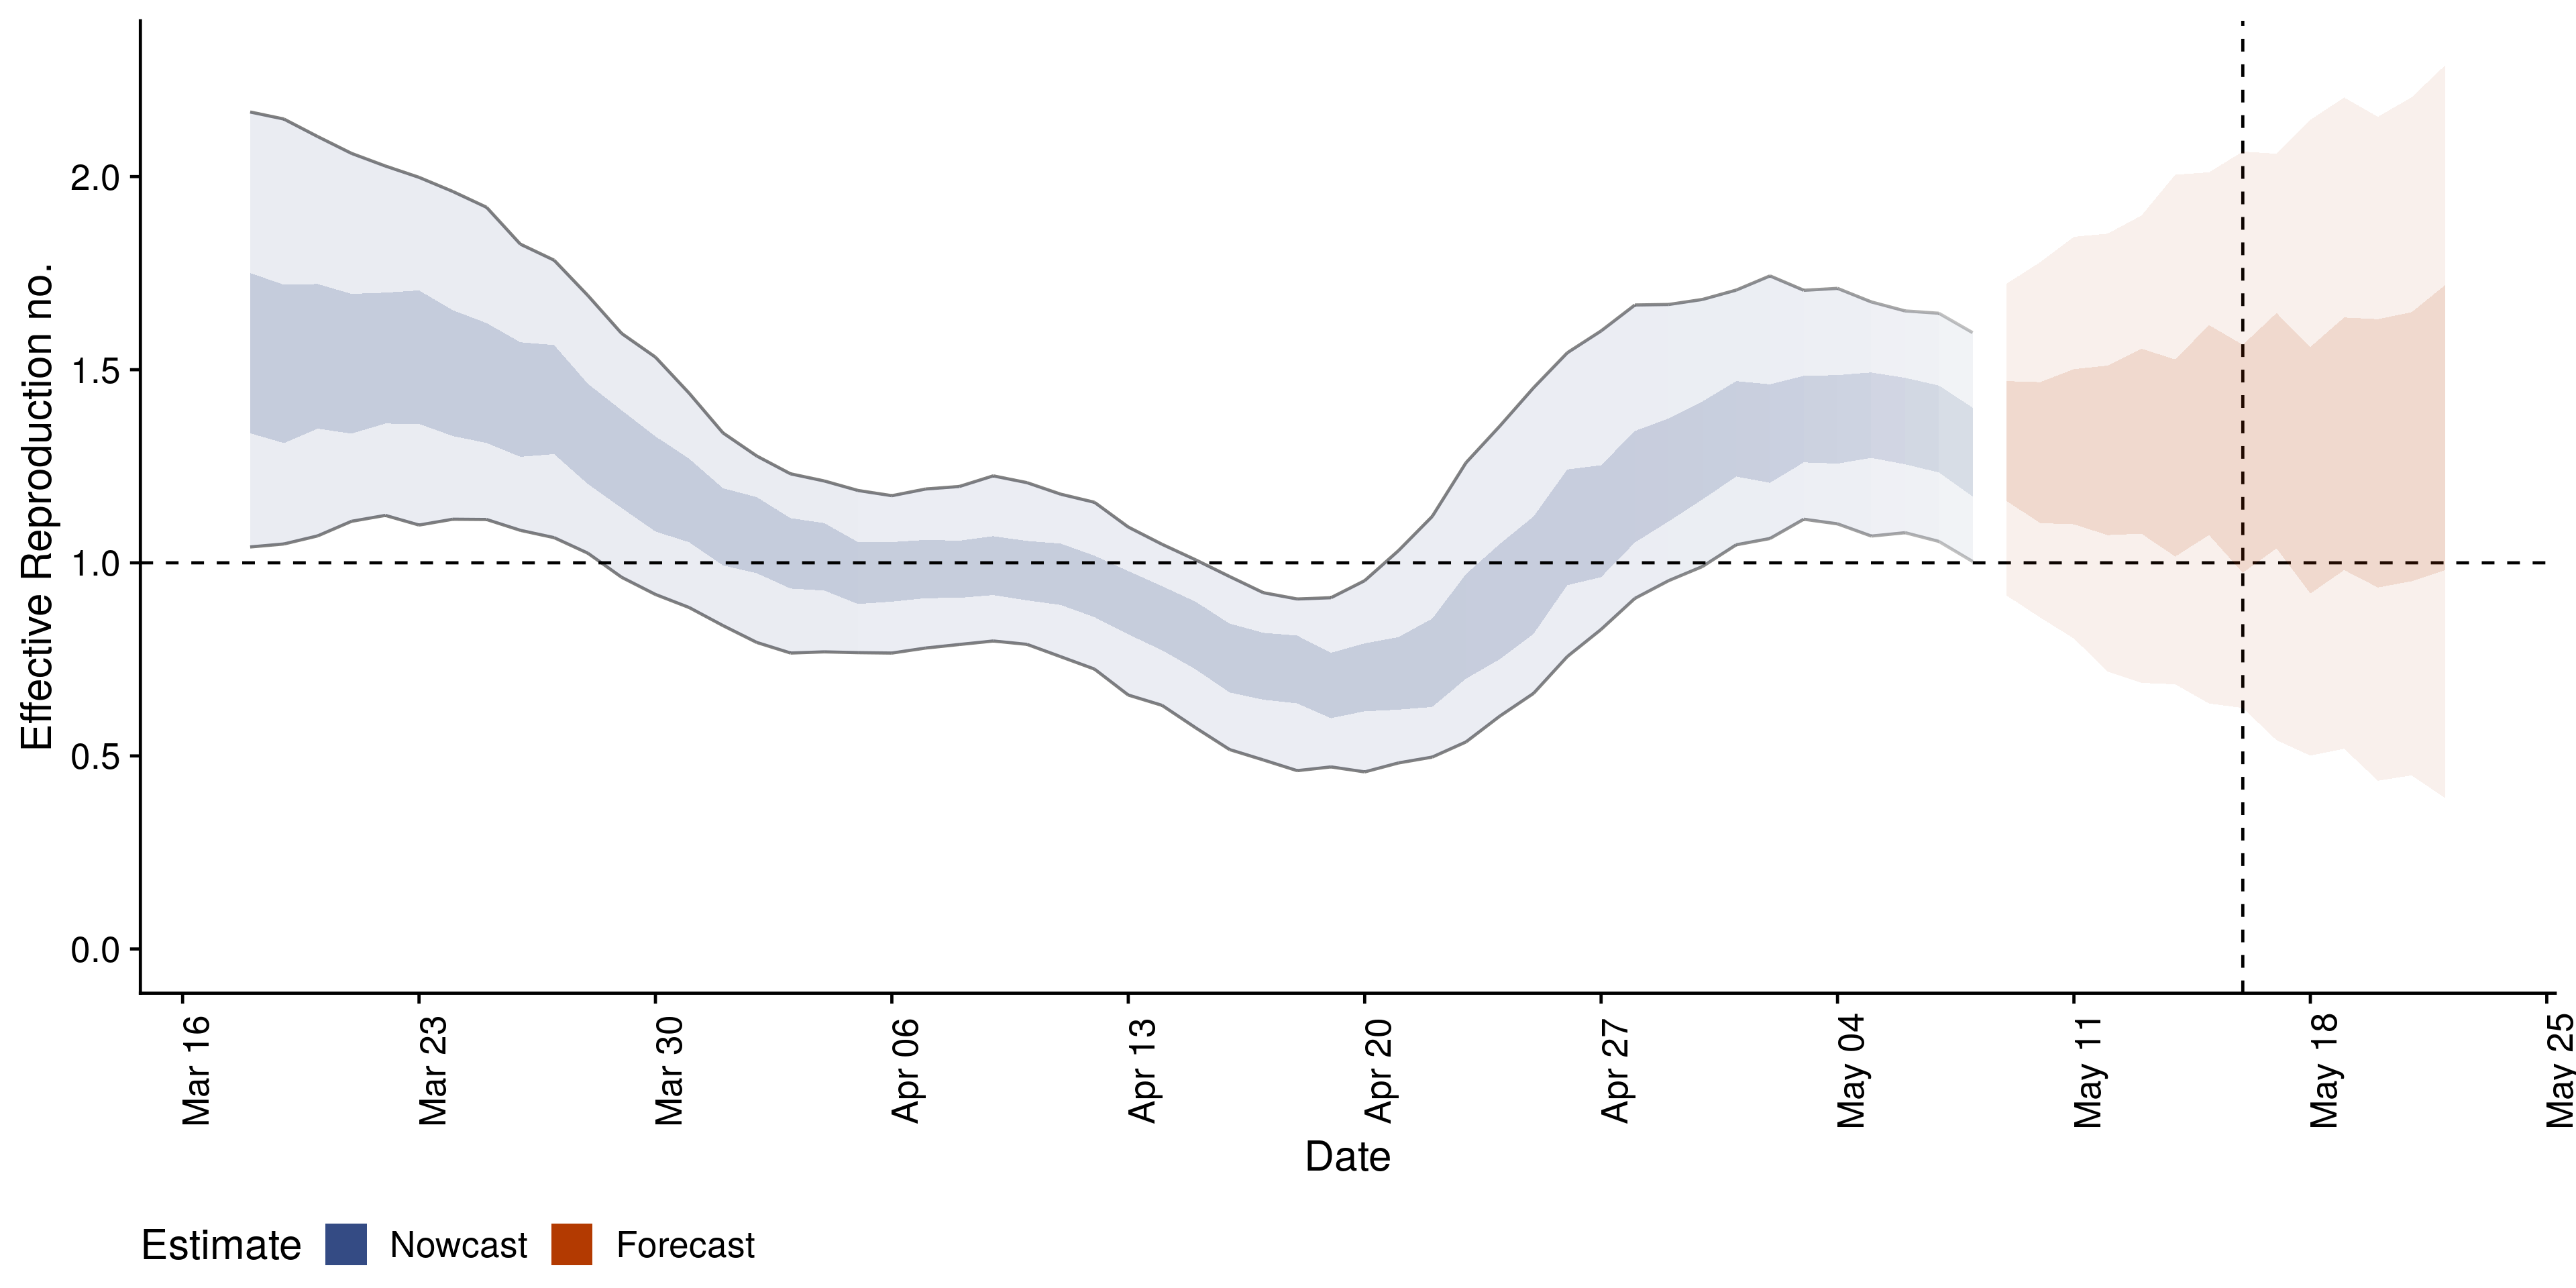 Effective Reproduction no.
2.0
1.5
1.0
0.5
0.0
Mar 16
Mar 23
Mar 30
Apr 06
Apr 13
Apr 20
Apr 27
May 04
May 11
May 18
May 25
Date
Estimate Nowcast Forecast